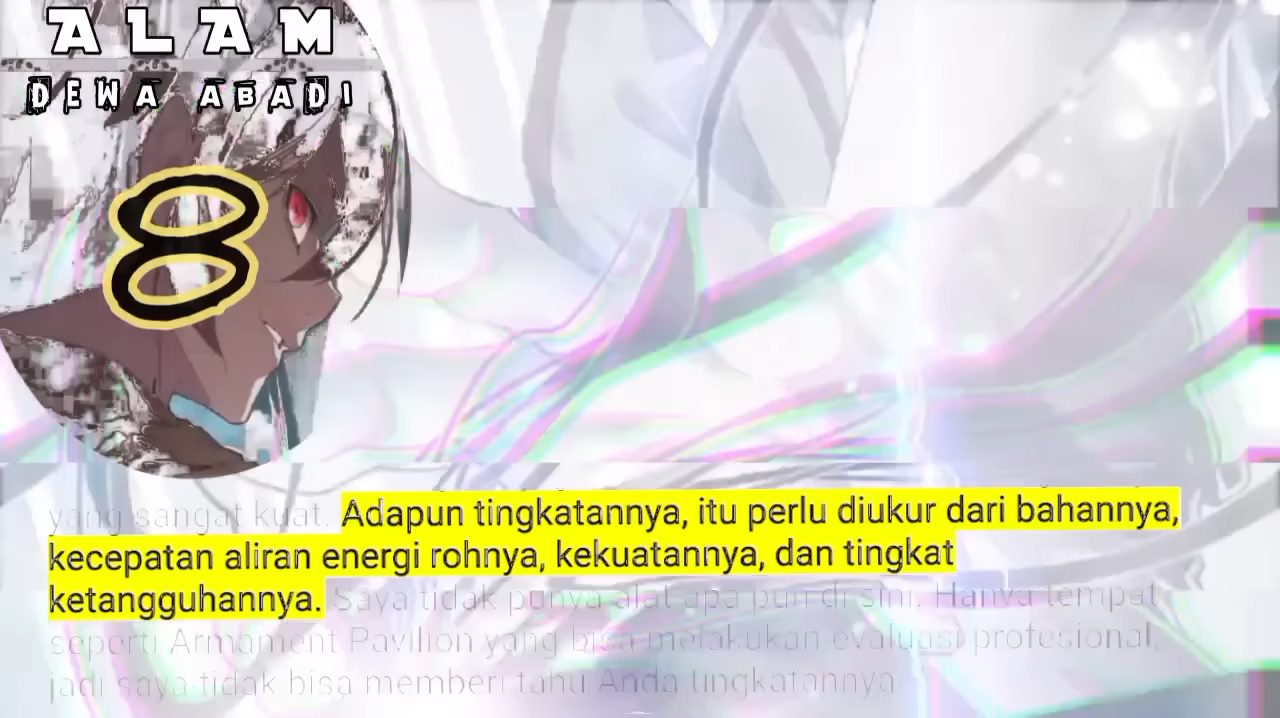 ALAM
DEWA ABADI
8
yang sangat kuat. Adapun tingkatannya, itu perlu diukur dari bahannya,
kecepatan aliran energi rohnya, kekuatannya, dan tingkat
ketangguhannya. Saya tidak punya alat apa pun di sini. Hanya tempat
seperti Armament Pavilion yang bisa melakukan evaluasi profesional,
jadi saya tidak bisa memberi tahu Anda tingkatannya